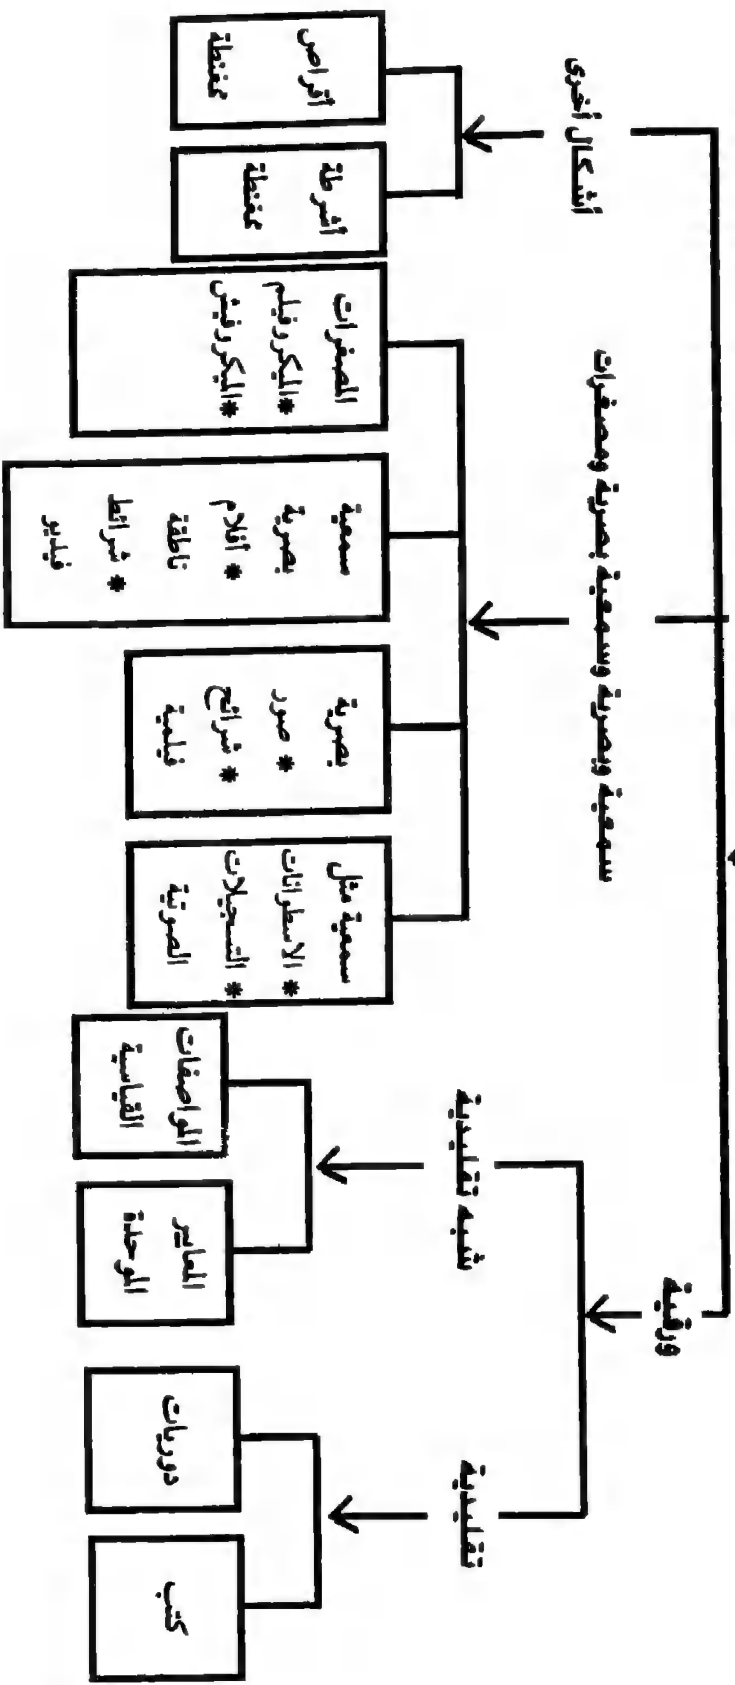 ورقية
سمعية وبصرية وسمعية بصرية ومصغرات
أشكال أخرى
تقليدية
شبه تقليدية
كتب
دوريات
المعايير
الموحدة
المواصفات
القياسية
سمعية مثل
* الاسطوانات
* التسجيلات
الصوتية
بصرية
* صور
* شرائح
فيلمية
سمعية
بصرية
* أفلام
ناطقة
* شرائط
فيديو
المصغرات
*الميكروفيلم
*الميكروفيش
أشرطة
ممغنطة
أقراص
ممغنطة